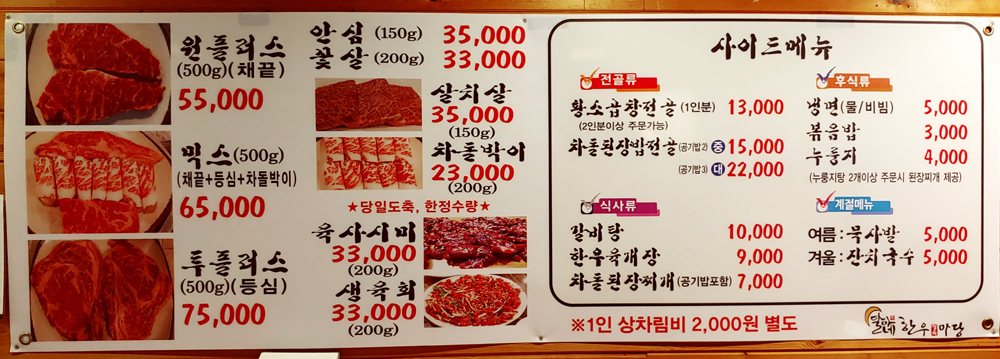 원플러스
(500g)(채끝)
55,000
믹스(500g)
(채끝+등심+차돌박이)
65,000
투플러스
(500g)(등심)
75,000
안심 (150g) 35,000
꽃살 (200g) 33,000
살치살
35,000
(150g)
차돌박이
23,000
(200g)
★당일도축, 한정수량★
육사시미
33,000
(200g)
생육회
33,000
(200g)
사이드메뉴
전골류
황소곱창전골 (1인분) 13,000
(2인분이상 주문가능)
차돌된장밥전골 (공기밥2) 중 15,000
(공기밥3) 대 22,000
식사류
갈비탕 10,000
한우육개장 9,000
차돌된장찌개 (공기밥포함) 7,000
후식류
냉면(물/비빔) 5,000
볶음밥 3,000
누룽지 4,000
(누룽지탕 2개이상 주문시 된장찌개 제공)
계절메뉴
여름:묵사발 5,000
겨울:잔치국수 5,000
※1인 상차림비 2,000원 별도
한우마당